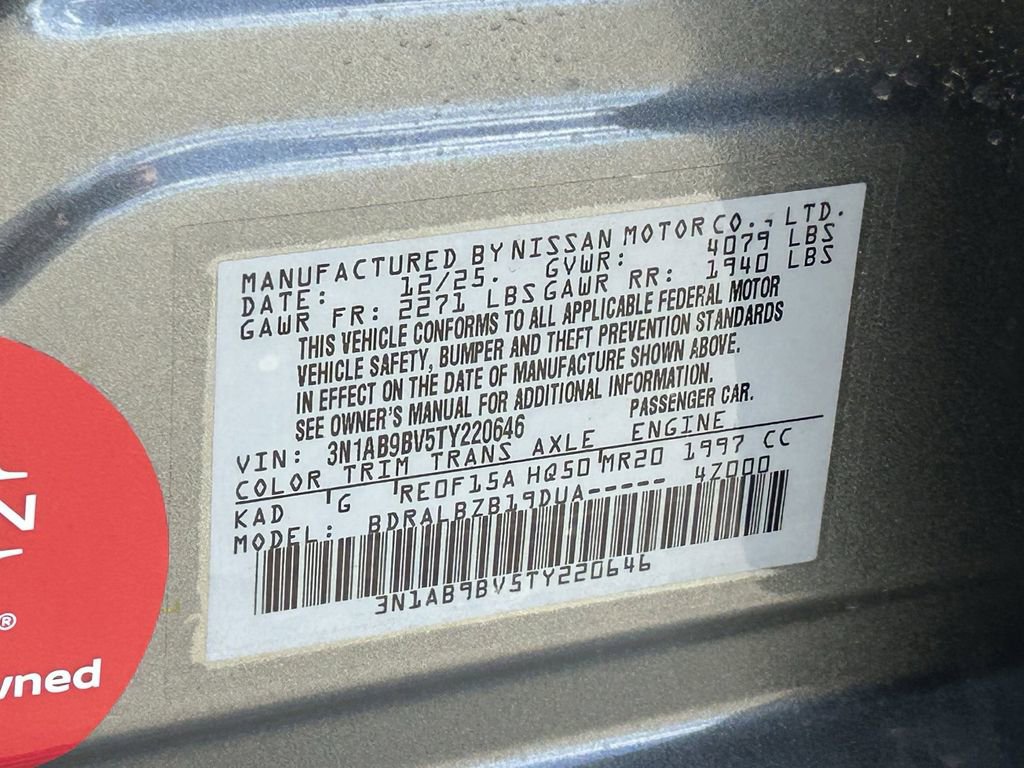 MANUFACTURED BY NISSAN MOTOR CO., LTD.
DATE: 12/25. GVWR: 4079 LBS
GAWR FR: 2271 LBS GAWR RR: 1940 LBS
THIS VEHICLE CONFORMS TO ALL APPLICABLE FEDERAL MOTOR
VEHICLE SAFETY, BUMPER AND THEFT PREVENTION STANDARDS
IN EFFECT ON THE DATE OF MANUFACTURE SHOWN ABOVE.
SEE OWNER'S MANUAL FOR ADDITIONAL INFORMATION.
VIN: 3N1AB9BV5TY220646 PASSENGER CAR.
COLOR TRIM TRANS AXLE ENGINE
KAD G RE0F15A HQ50 MR20 1997 CC
MODEL: BDRALBZB19DUA----- 4Z000
3N1AB9BV5TY220646
®